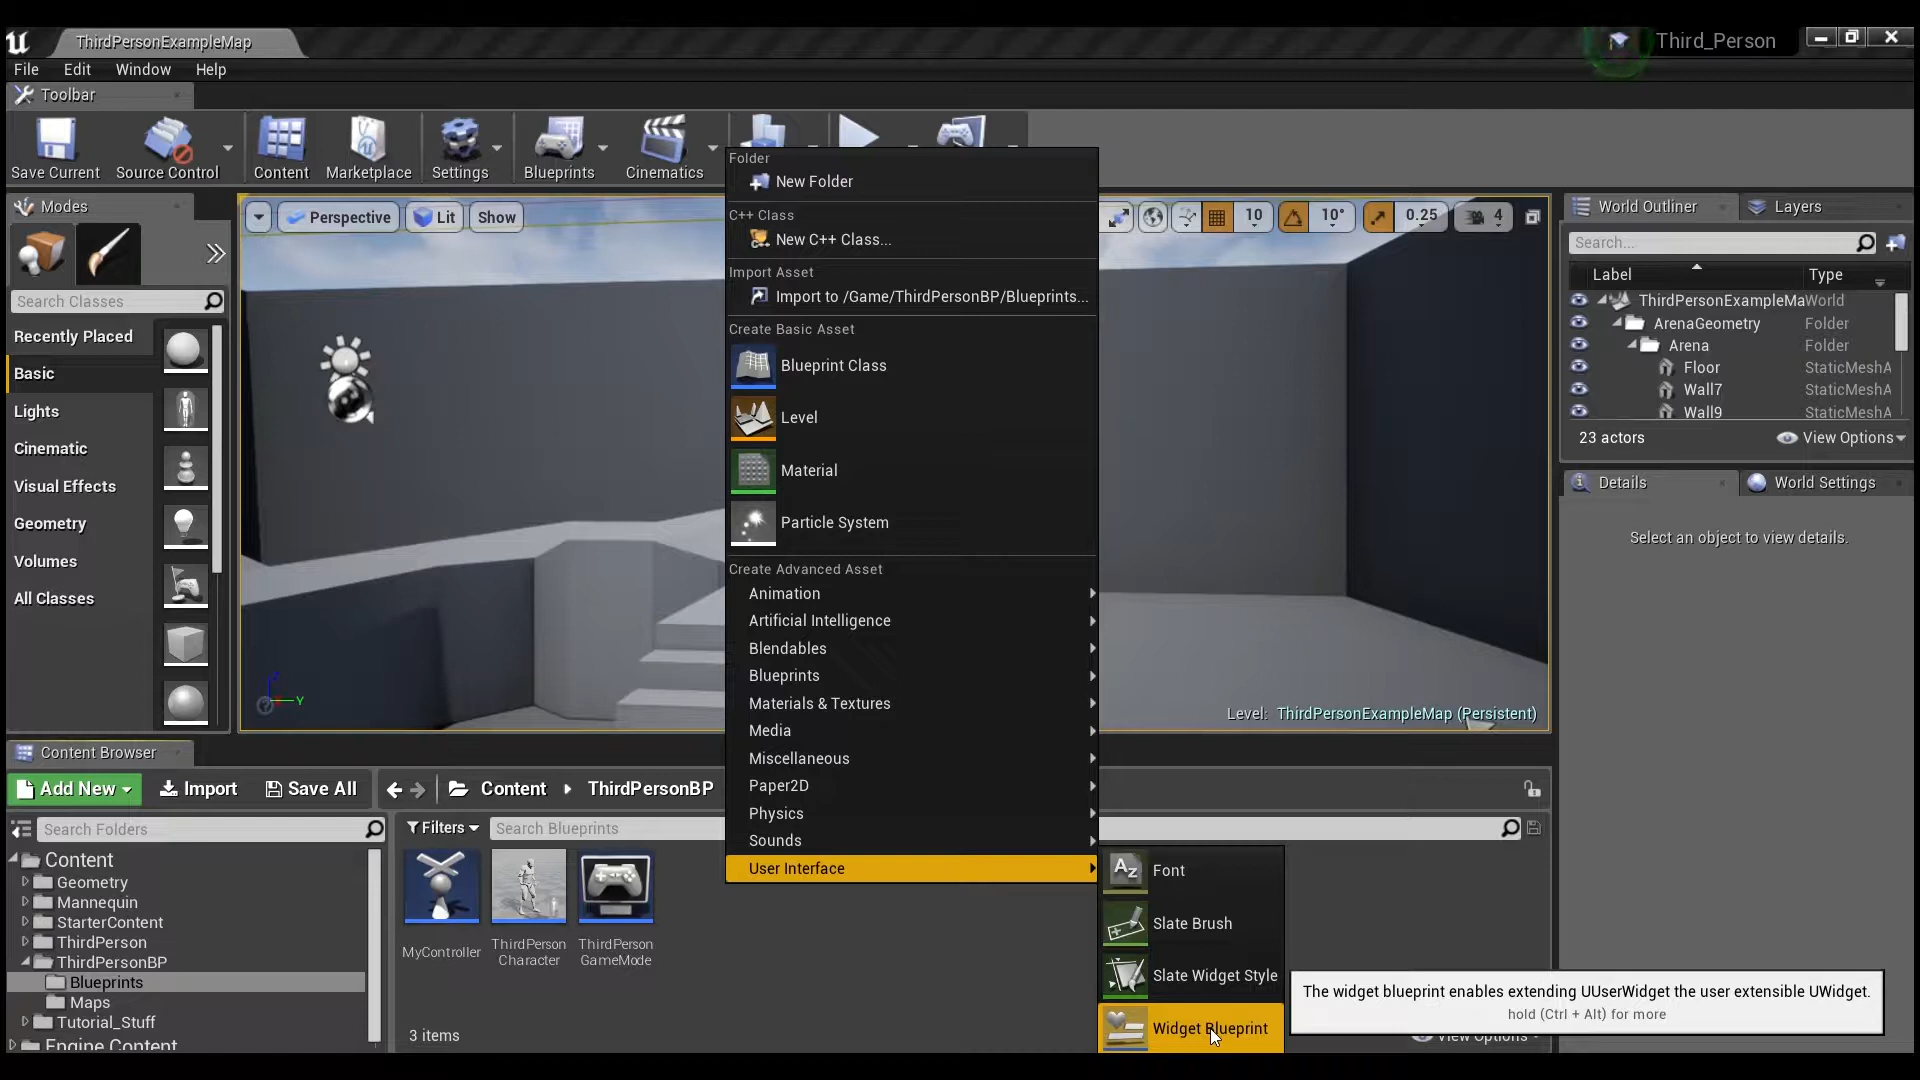 ThirdPersonExampleMap
Third_Person
File Edit Window Help
Toolbar
Save Current
Source Control
Content
Marketplace
Settings
Blueprints
Cinematics
Modes
Search Classes
Recently Placed
Basic
Lights
Cinematic
Visual Effects
Geometry
Volumes
All Classes
Perspective
Lit
Show
10
10°
0.25
4
Y
Level: ThirdPersonExampleMap (Persistent)
Folder
New Folder
C++ Class
New C++ Class...
Import Asset
Import to /Game/ThirdPersonBP/Blueprints...
Create Basic Asset
Blueprint Class
Level
Material
Particle System
Create Advanced Asset
Animation
Artificial Intelligence
Blendables
Blueprints
Materials & Textures
Media
Miscellaneous
Paper2D
Physics
Sounds
User Interface
Font
Slate Brush
Slate Widget Style
Widget Blueprint
The widget blueprint enables extending UUserWidget the user extensible UWidget.
hold (Ctrl + Alt) for more
World Outliner
Layers
Search...
Label Type
ThirdPersonExampleMa World
ArenaGeometry Folder
Arena Folder
Floor StaticMeshA
Wall7 StaticMeshA
Wall9 StaticMeshA
23 actors
View Options
Details
World Settings
Select an object to view details.
Content Browser
Add New
Import
Save All
Content
ThirdPersonBP
Search Folders
Filters
Search Blueprints
Content
Geometry
Mannequin
StarterContent
ThirdPerson
ThirdPersonBP
Blueprints
Maps
Tutorial_Stuff
Engine Content
MyController
ThirdPerson
Character
ThirdPerson
GameMode
3 items
View Options